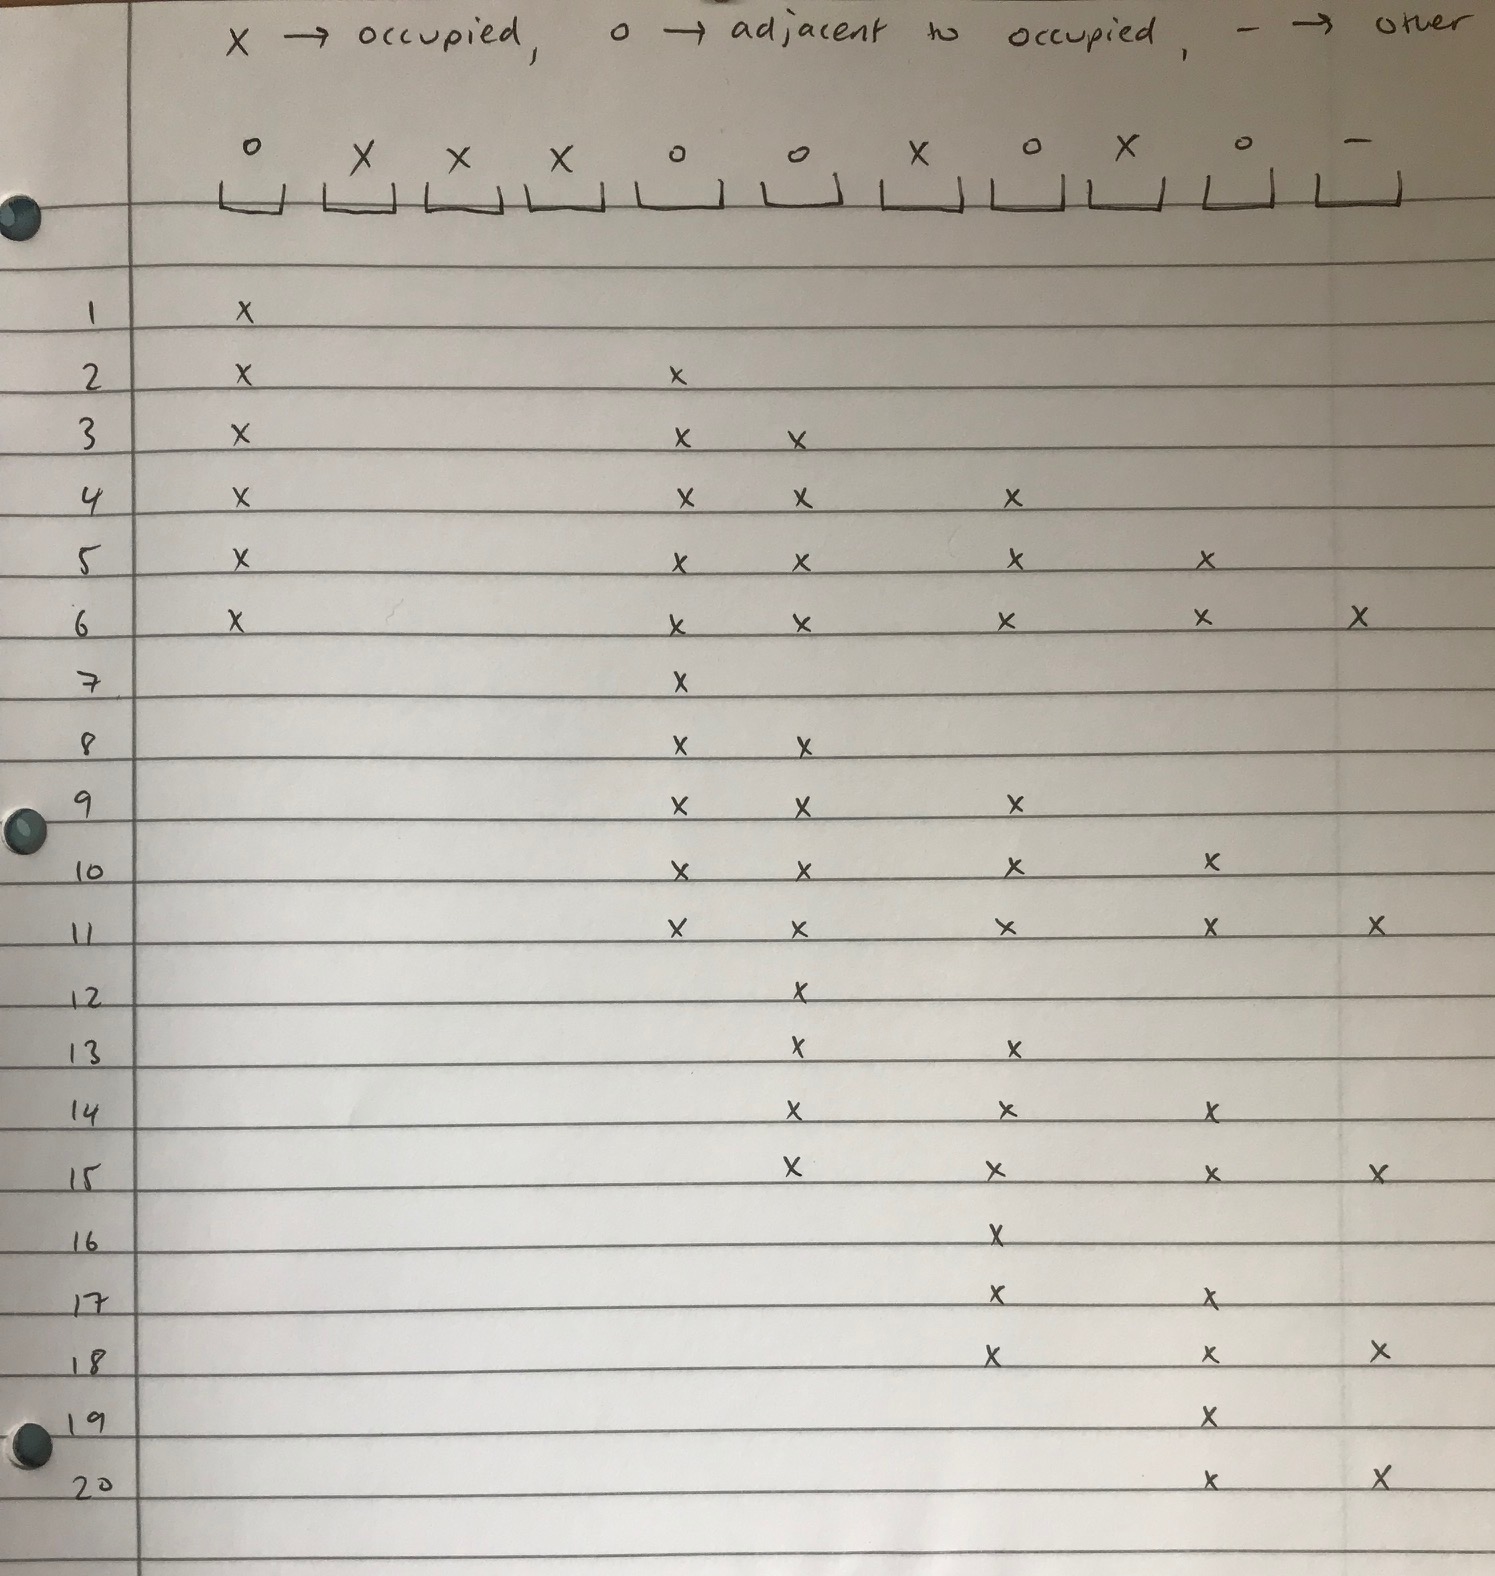 x → occupied, o → adjacent to occupied, - → other
o x x x o o x o x o -
1 x
2 x x
3 x x x
4 x x x x
5 x x x x x
6 x x x x x x
7 x
8 x x
9 x x x
10 x x x x
11 x x x x x
12 x
13 x x
14 x x x
15 x x x x
16 x
17 x x
18 x x x
19 x
20 x x